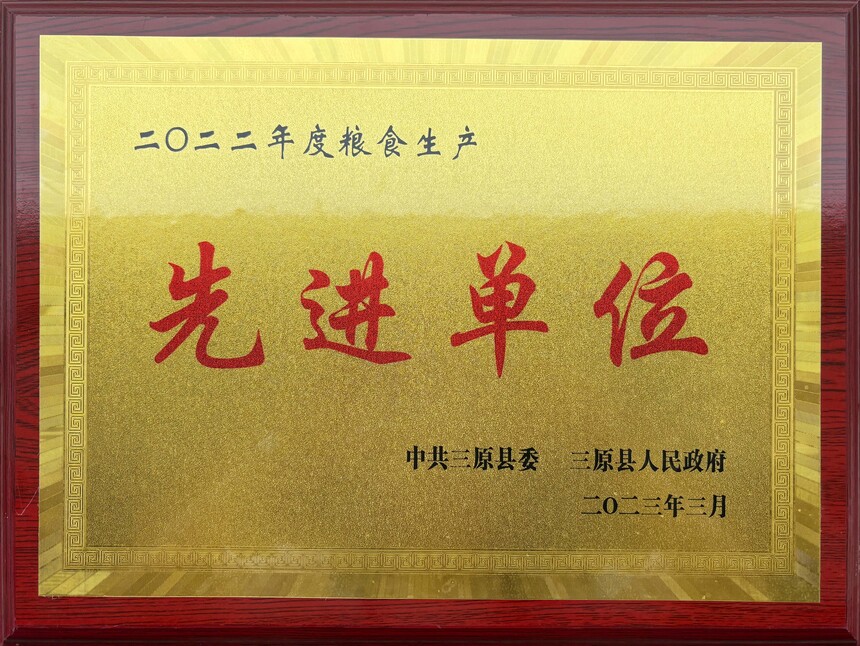 二〇二二年度粮食生产
先进单位
中共三原县委 三原县人民政府
二〇二三年三月